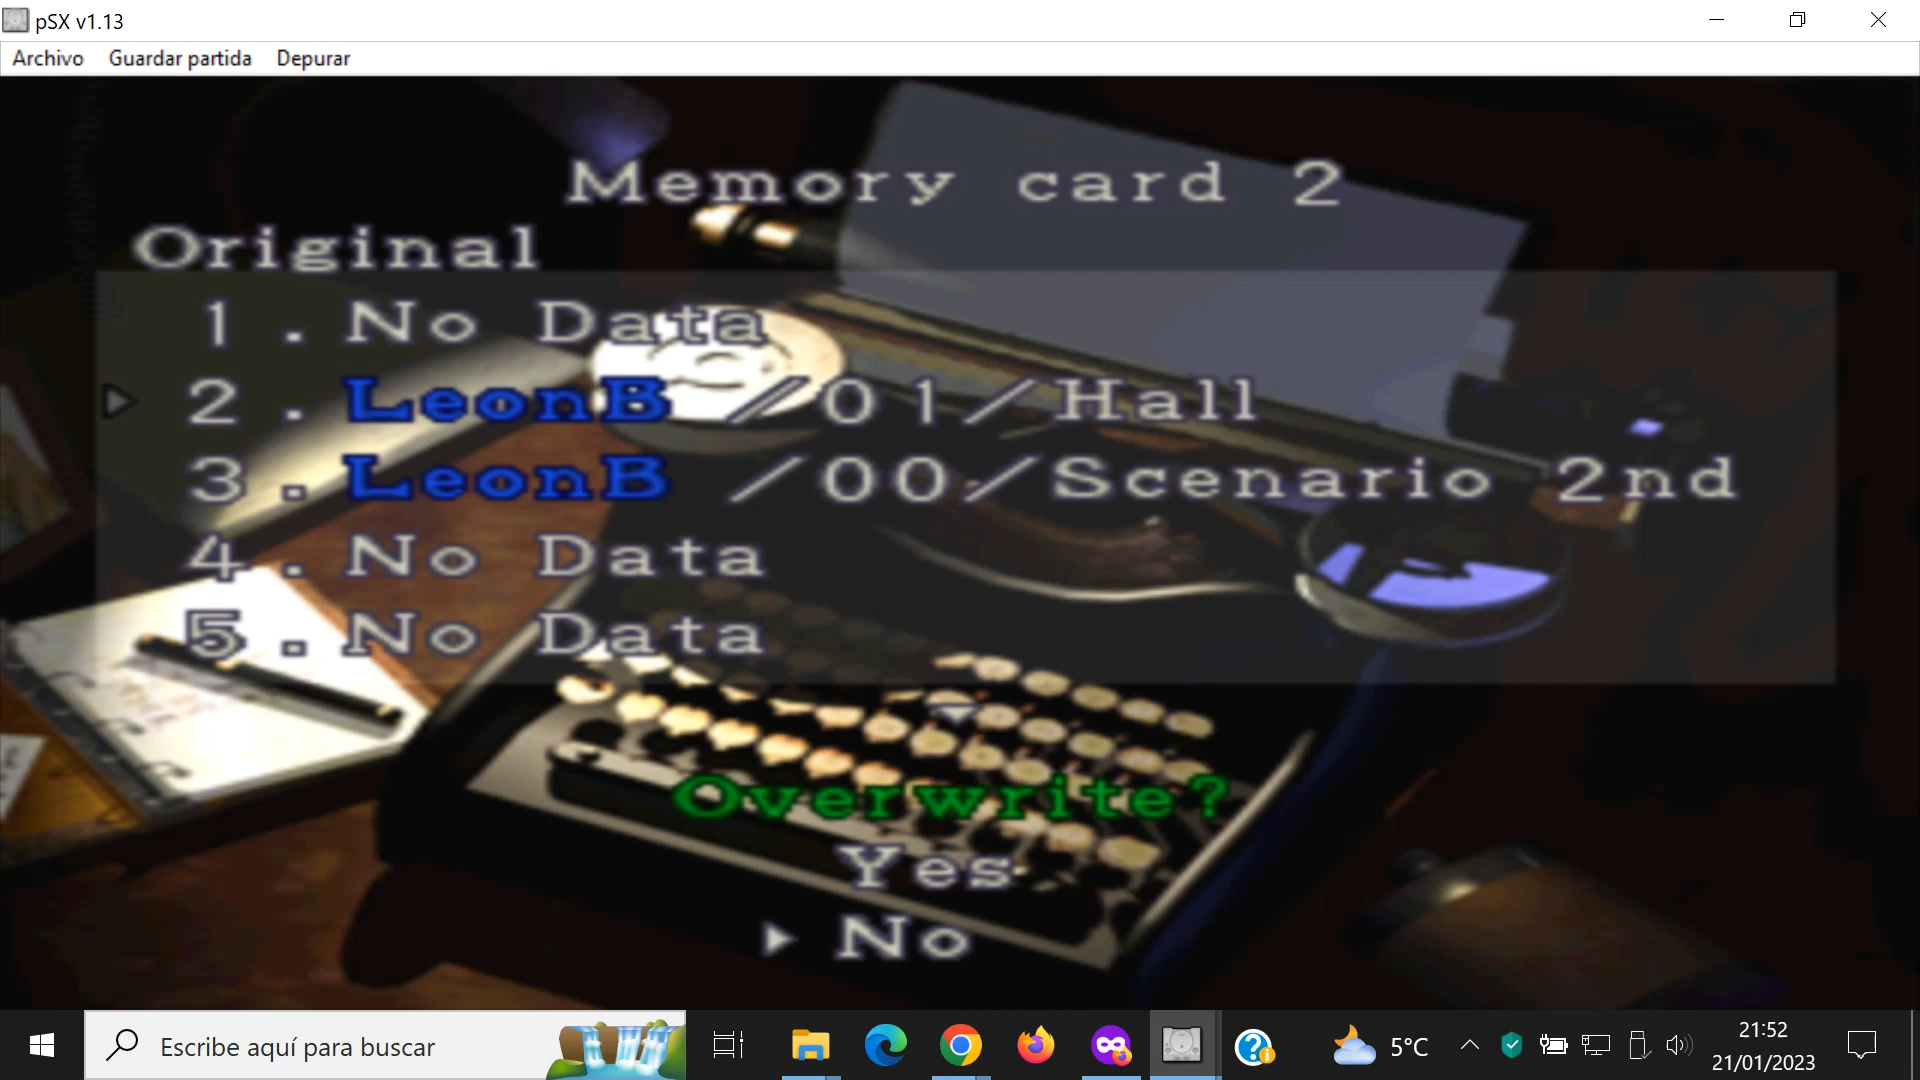 pSX v1.13
Archivo Guardar partida Depurar
Memory card 2
Original
1. No Data
2. LeonB /01/Hall
3. LeonB /00/Scenario 2nd
4. No Data
5. No Data
Overwrite?
Yes
No
Escribe aquí para buscar
5°C
21:52
21/01/2023